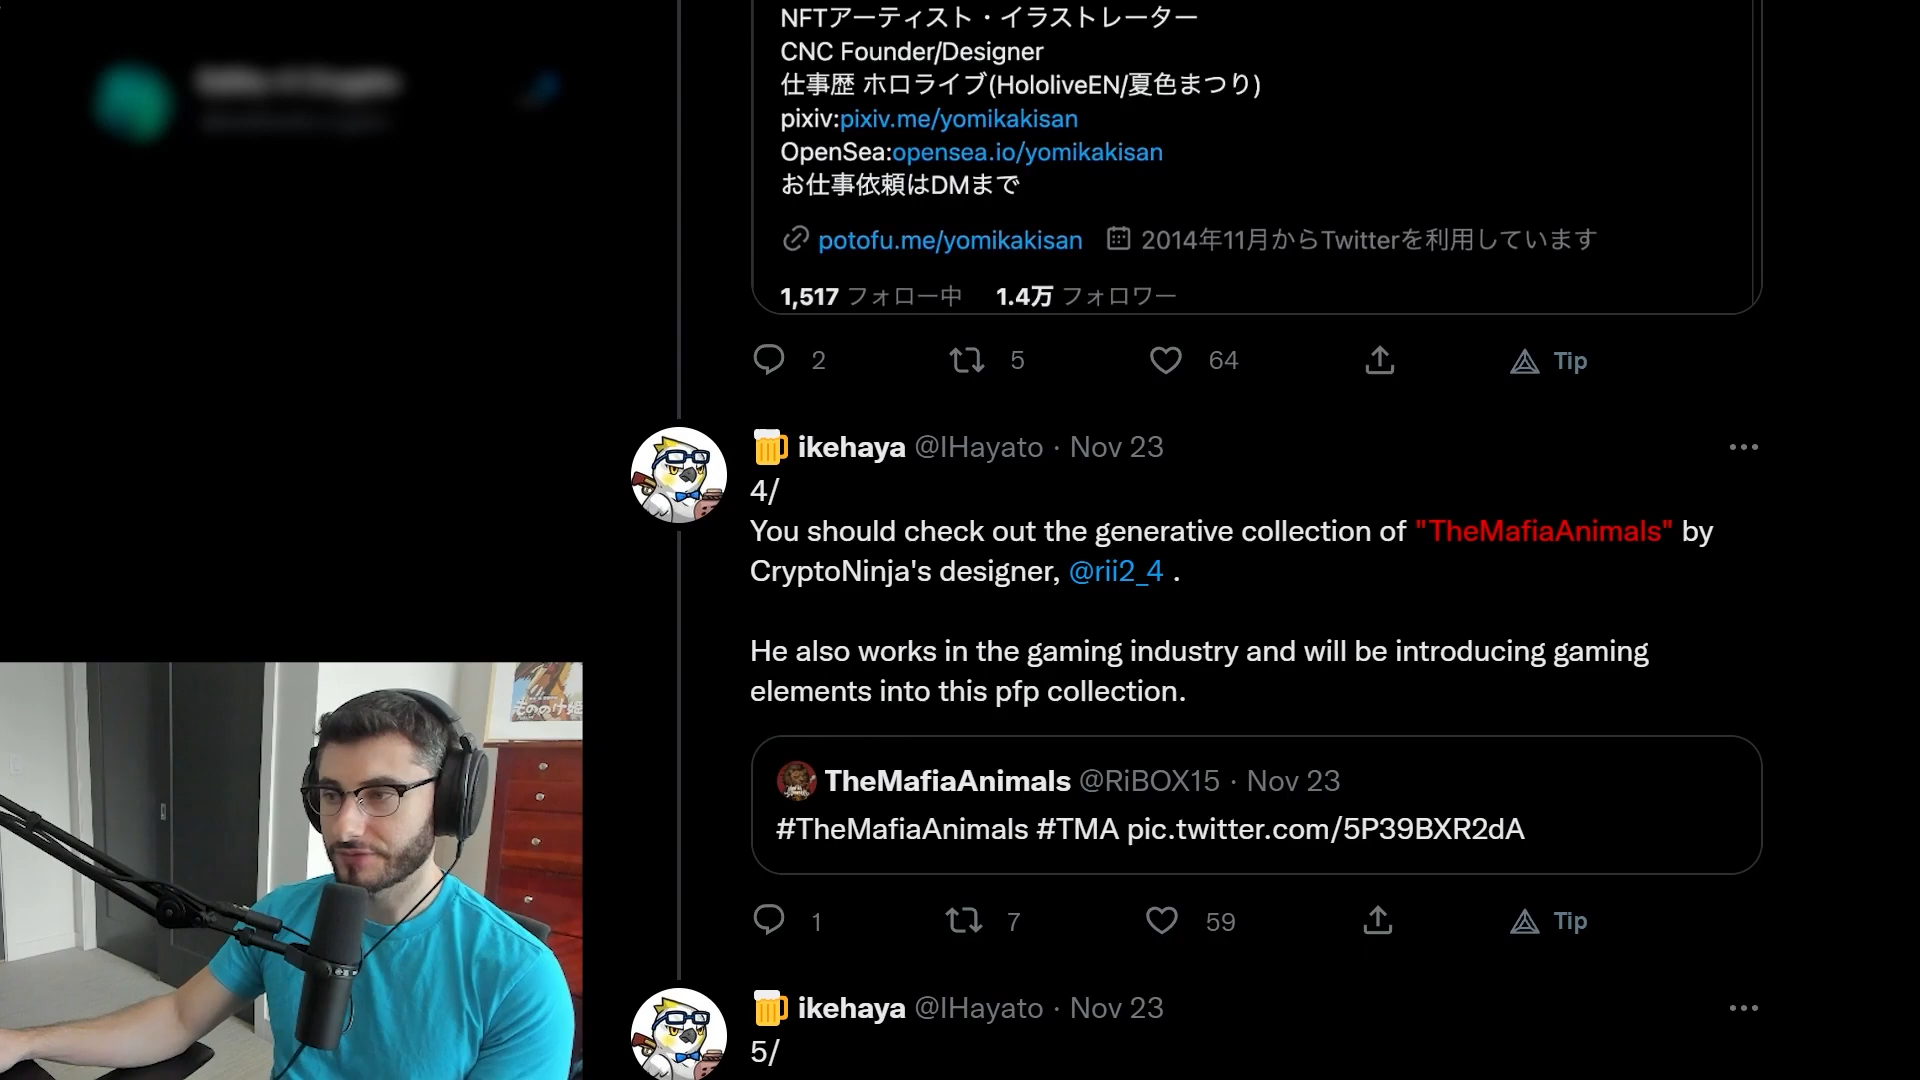 NFTアーティスト・イラストレーター
CNC Founder/Designer
仕事歴 ホロライブ(HololiveEN/夏色まつり)
pixiv:pixiv.me/yomikakisan
OpenSea:opensea.io/yomikakisan
お仕事依頼はDMまで
potofu.me/yomikakisan 2014年11月からTwitterを利用しています
1,517 フォロー中 1.4万 フォロワー
2 5 64 Tip
ikehaya @IHayato · Nov 23
4/
You should check out the generative collection of "TheMafiaAnimals" by
CryptoNinja's designer, @rii2_4 .
He also works in the gaming industry and will be introducing gaming
elements into this pfp collection.
TheMafiaAnimals @RiBOX15 · Nov 23
#TheMafiaAnimals #TMA pic.twitter.com/5P39BXR2dA
1 7 59 Tip
ikehaya @IHayato · Nov 23
5/
もののけ姫